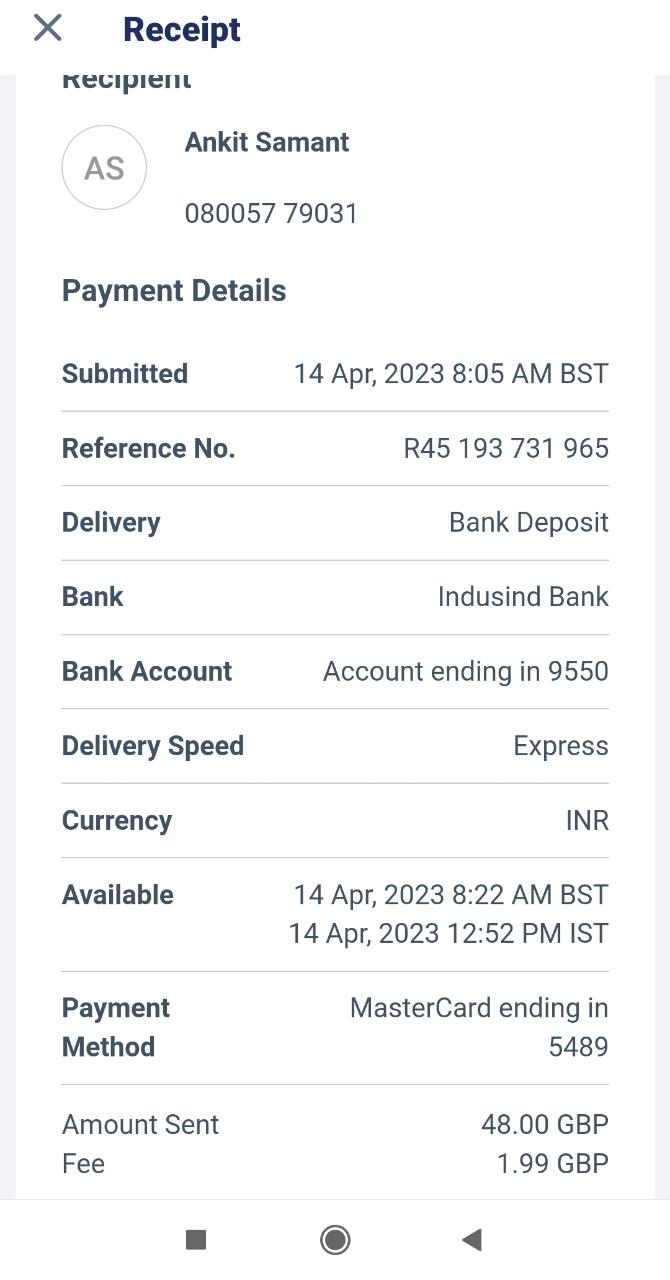 Receipt
Recipient
AS
Ankit Samant
080057 79031
Payment Details
Submitted 14 Apr, 2023 8:05 AM BST
Reference No. R45 193 731 965
Delivery Bank Deposit
Bank Indusind Bank
Bank Account Account ending in 9550
Delivery Speed Express
Currency INR
Available 14 Apr, 2023 8:22 AM BST
14 Apr, 2023 12:52 PM IST
Payment MasterCard ending in
Method 5489
Amount Sent 48.00 GBP
Fee 1.99 GBP